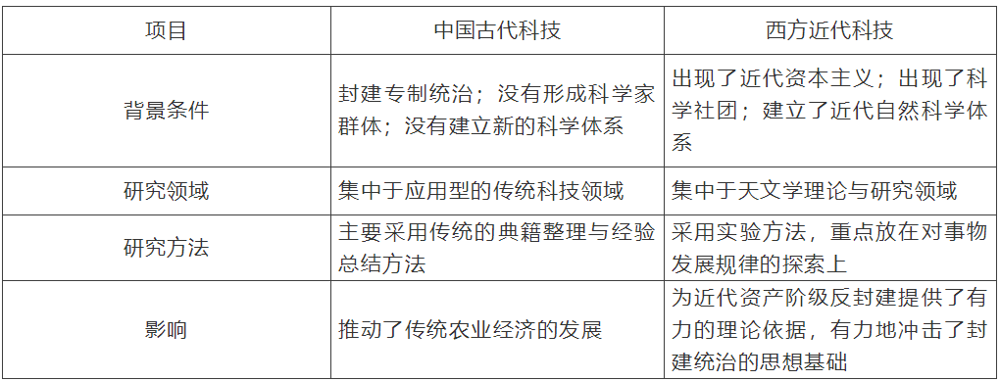 项目
中国古代科技
西方近代科技
背景条件
封建专制统治；没有形成科学家
群体；没有建立新的科学体系
出现了近代资本主义；出现了科
学社团；建立了近代自然科学体
系
研究领域
集中于应用型的传统科技领域
集中于天文学理论与研究领域
研究方法
主要采用传统的典籍整理与经验
总结方法
采用实验方法，重点放在对事物
发展规律的探索上
影响
推动了传统农业经济的发展
为近代资产阶级反封建提供了有
力的理论依据，有力地冲击了封
建统治的思想基础